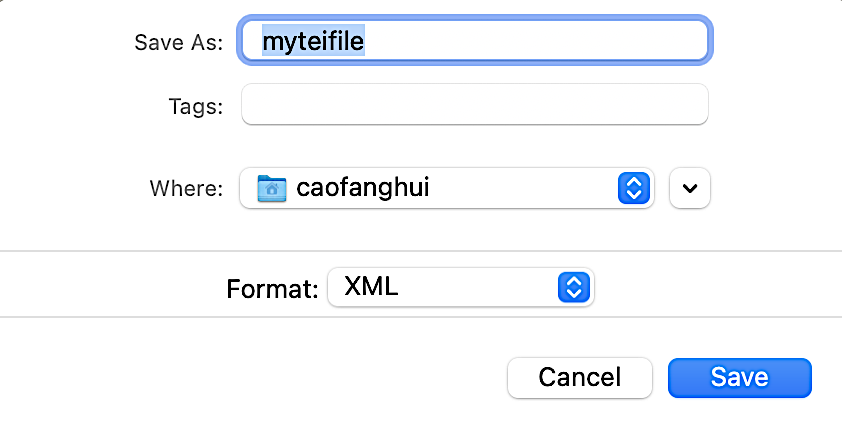 Save As: myteifile
Tags:
Where: caofanghui
Format: XML
Cancel Save